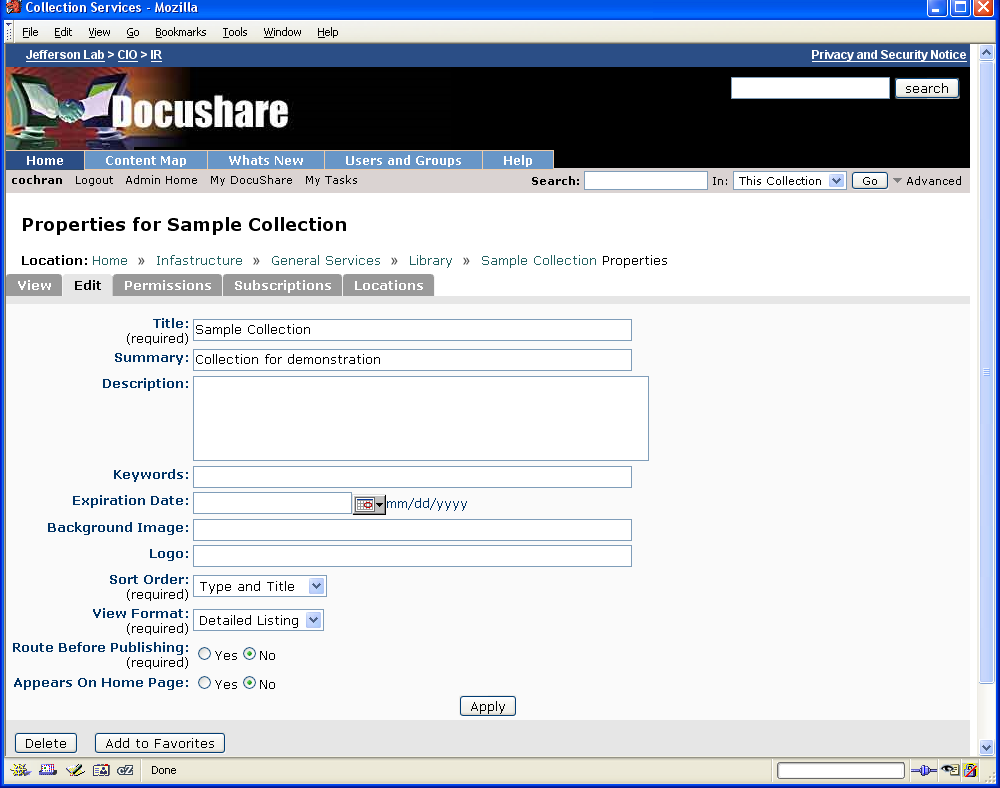 Collection Services - Mozilla
File Edit View Go Bookmarks Tools Window Help
Jefferson Lab > CIO > IR Privacy and Security Notice
Docushare search
Home Content Map Whats New Users and Groups Help
cochran Logout Admin Home My DocuShare My Tasks Search: In: This Collection Go Advanced
Properties for Sample Collection
Location: Home » Infastructure » General Services » Library » Sample Collection Properties
View Edit Permissions Subscriptions Locations
Title: Sample Collection
(required)
Summary: Collection for demonstration
Description:
Keywords:
Expiration Date: mm/dd/yyyy
Background Image:
Logo:
Sort Order: Type and Title
(required)
View Format: Detailed Listing
(required)
Route Before Publishing: Yes No
(required)
Appears On Home Page: Yes No
Apply
Delete Add to Favorites
Done